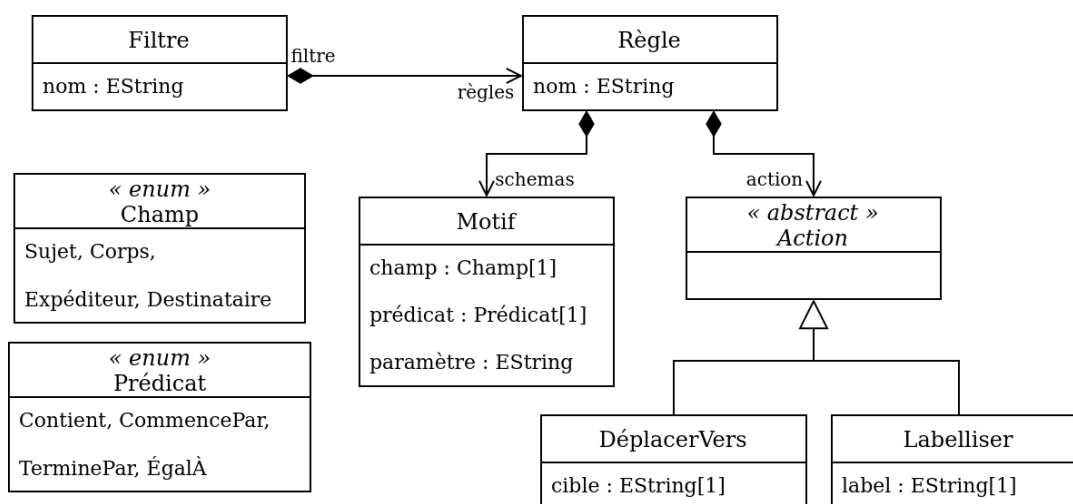 Filtre
nom : EString
filtre
règles
Règle
nom : EString
« enum »
Champ
Sujet, Corps,
Expéditeur, Destinataire
« enum »
Prédicat
Contient, CommencePar,
TerminePar, ÉgalÀ
schemas
Motif
champ : Champ[1]
prédicat : Prédicat[1]
paramètre : EString
action
« abstract »
Action
DéplacerVers
cible : EString[1]
Labelliser
label : EString[1]